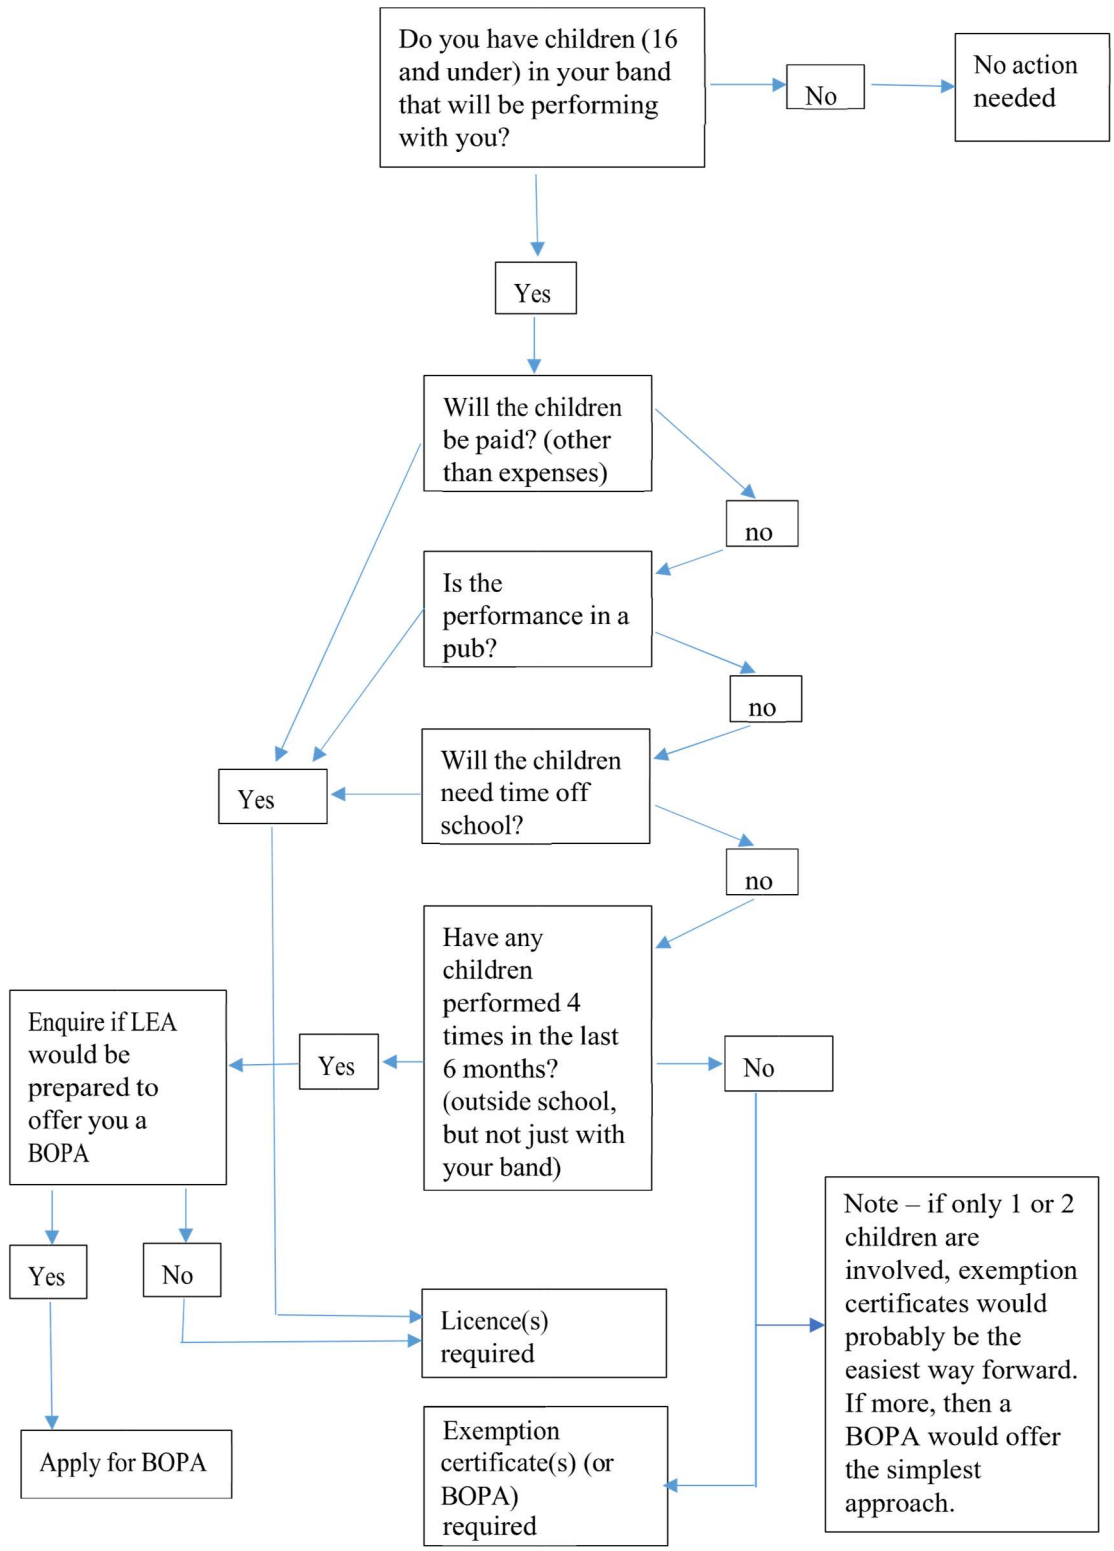 Do you have children (16
and under) in your band
that will be performing
with you?
No
No action
needed
Yes
Will the children
be paid? (other
than expenses)
no
Is the
performance in a
pub?
no
Will the children
need time off
school?
Yes
no
Have any
children
performed 4
times in the last
6 months?
(outside school,
but not just with
your band)
Yes
No
Enquire if LEA
would be
prepared to
offer you a
BOPA
Yes
No
Note – if only 1 or 2
children are
involved, exemption
certificates would
probably be the
easiest way forward.
If more, then a
BOPA would offer
the simplest
approach.
Licence(s)
required
Apply for BOPA
Exemption
certificate(s) (or
BOPA)
required